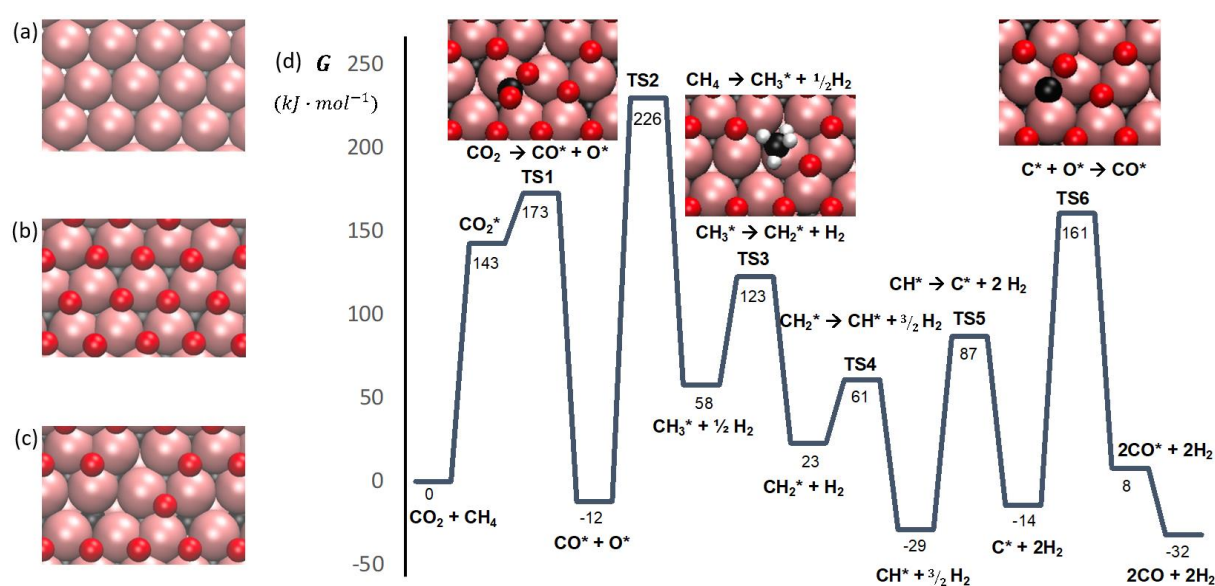 (a)
(b)
(c)
(d) G
(kJ · mol⁻¹)
250
200
150
100
50
0
-50
CO₂ → CO* + O*
TS1
173
CO₂*
143
0
CO₂ + CH₄
-12
CO* + O*
TS2
226
CH₄ → CH₃* + ½H₂
CH₃* → CH₂* + H₂
58
CH₃* + ½ H₂
TS3
123
23
CH₂* + H₂
CH₂* → CH* + 3/2 H₂
TS4
61
-29
CH* + 3/2 H₂
CH* → C* + 2 H₂
TS5
87
-14
C* + 2H₂
C* + O* → CO*
TS6
161
2CO* + 2H₂
8
-32
2CO + 2H₂